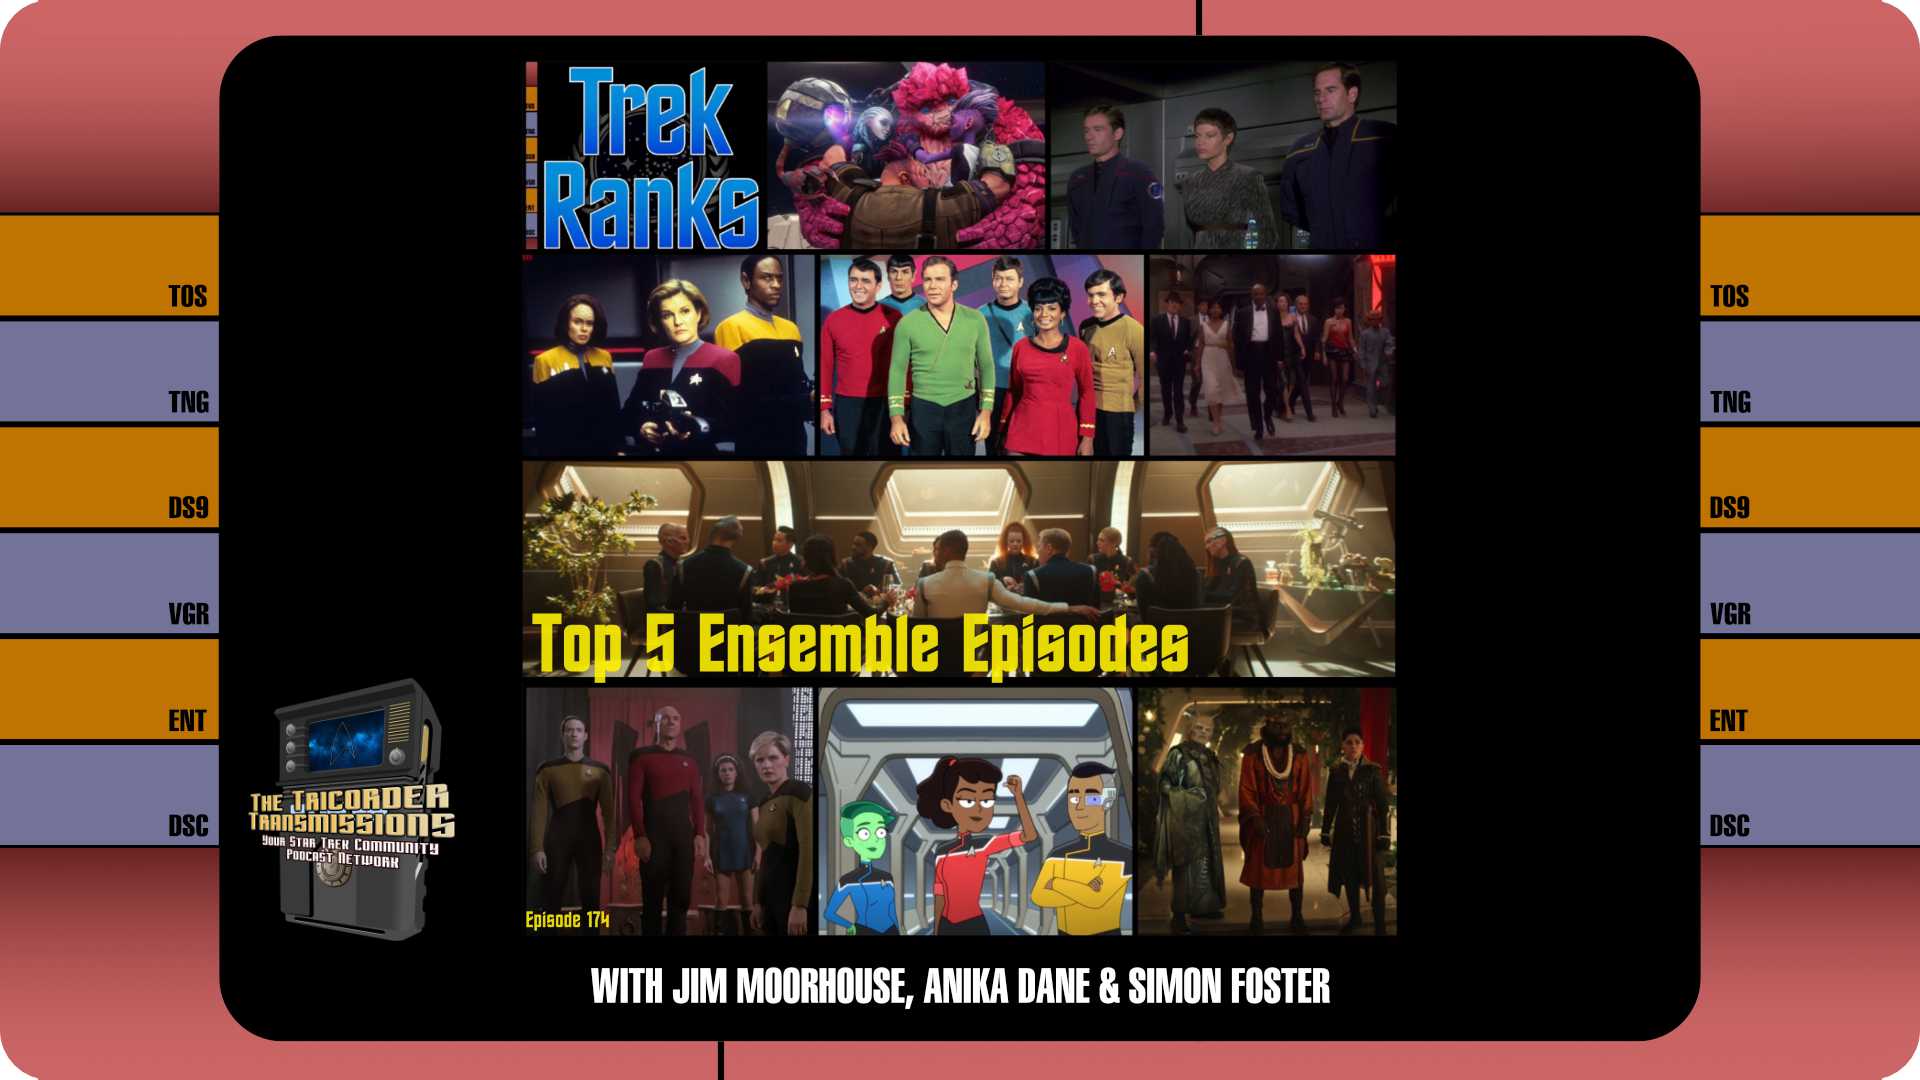 Trek
Ranks
TOS
TNG
DS9
VGR
ENT
DSC
TOS
TNG
DS9
VGR
ENT
DSC
Top 5 Ensemble Episodes
Episode 174
The Tricorder
Transmissions
Your Star Trek Community
Podcast Network
WITH JIM MOORHOUSE, ANIKA DANE & SIMON FOSTER